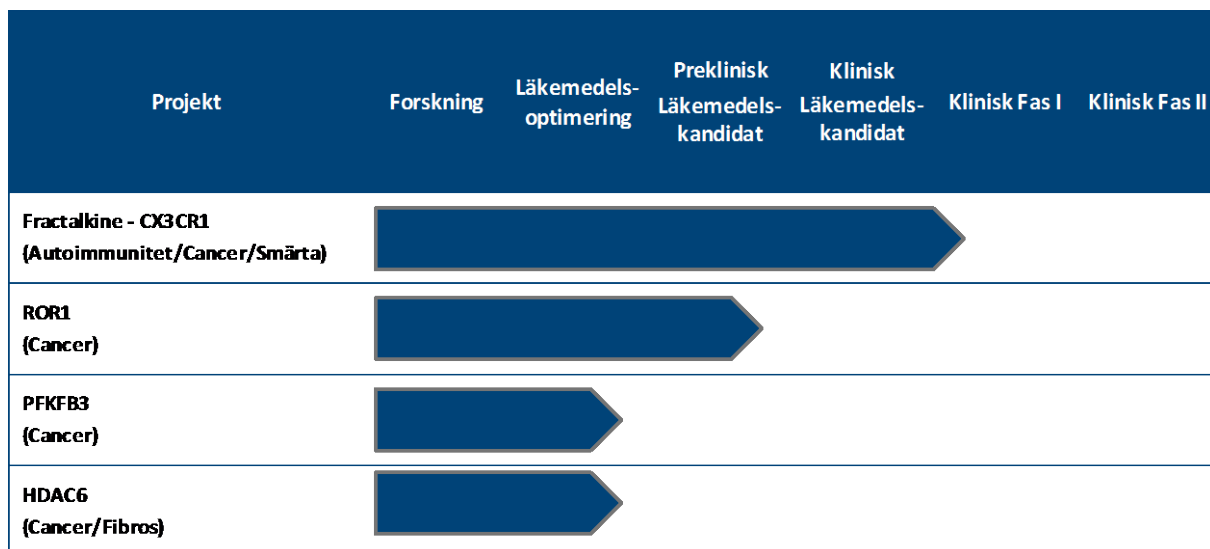 Projekt
Forskning
Läkemedels-
optimering
Preklinisk
Läkemedels-
kandidat
Klinisk
Läkemedels-
kandidat
Klinisk Fas I
Klinisk Fas II
Fractalkine - CX3CR1
(Autoimmunitet/Cancer/Smärta)
ROR1
(Cancer)
PFKFB3
(Cancer)
HDAC6
(Cancer/Fibros)